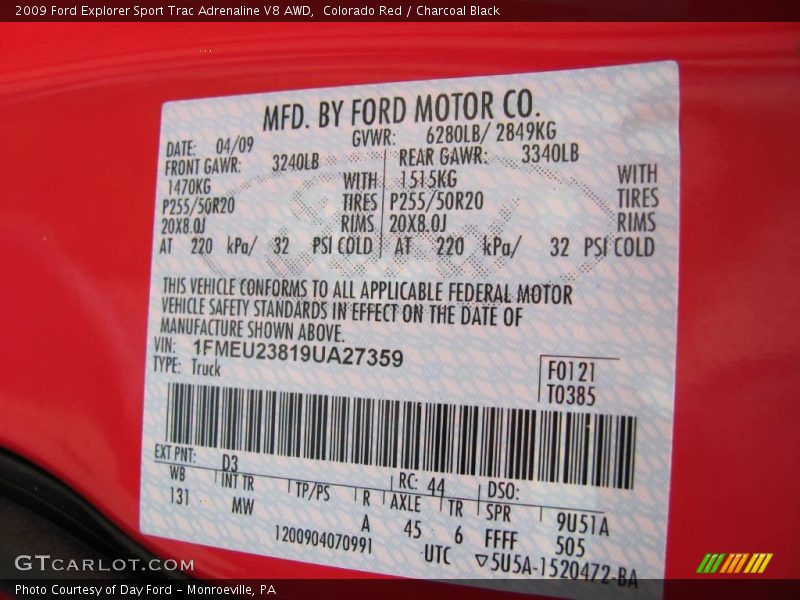 2009 Ford Explorer Sport Trac Adrenaline V8 AWD,  Colorado Red / Charcoal Black
MFD. BY FORD MOTOR CO.
DATE: 04/09 GVWR: 6280LB/ 2849KG
FRONT GAWR: 3240LB REAR GAWR: 3340LB
1470KG WITH 1515KG WITH
P255/50R20 TIRES P255/50R20 TIRES
20X8.0J RIMS 20X8.0J RIMS
AT 220 kPa/ 32 PSI COLD AT 220 kPa/ 32 PSI COLD
THIS VEHICLE CONFORMS TO ALL APPLICABLE FEDERAL MOTOR
VEHICLE SAFETY STANDARDS IN EFFECT ON THE DATE OF
MANUFACTURE SHOWN ABOVE.
VIN: 1FMEU23819UA27359
TYPE: Truck
F0121
T0385
EXT PNT: D3 RC: 44 DSO:
WB INT TR TP/PS R AXLE TR SPR 9U51A
131 MW A 45 6 FFFF 505
1200904070991 UTC ▽5U5A-1520472-BA
GTCARLOT.COM
Photo Courtesy of Day Ford – Monroeville, PA